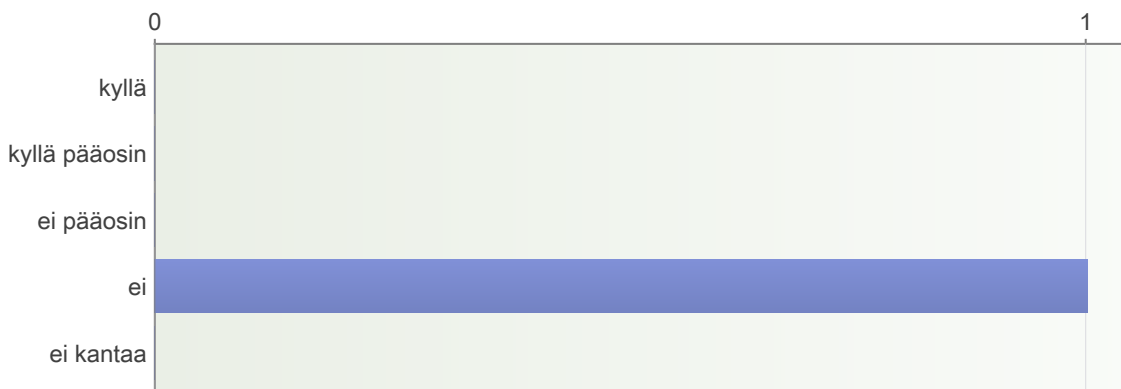 0 1
kyllä
kyllä pääosin
ei pääosin
ei
ei kantaa